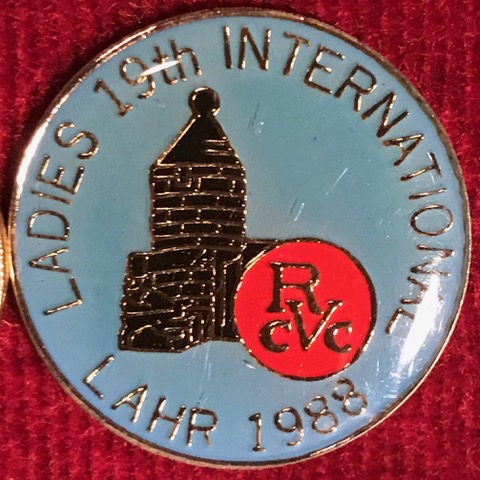 LADIES 19th INTERNATIONAL
R
cVc
LAHR 1988